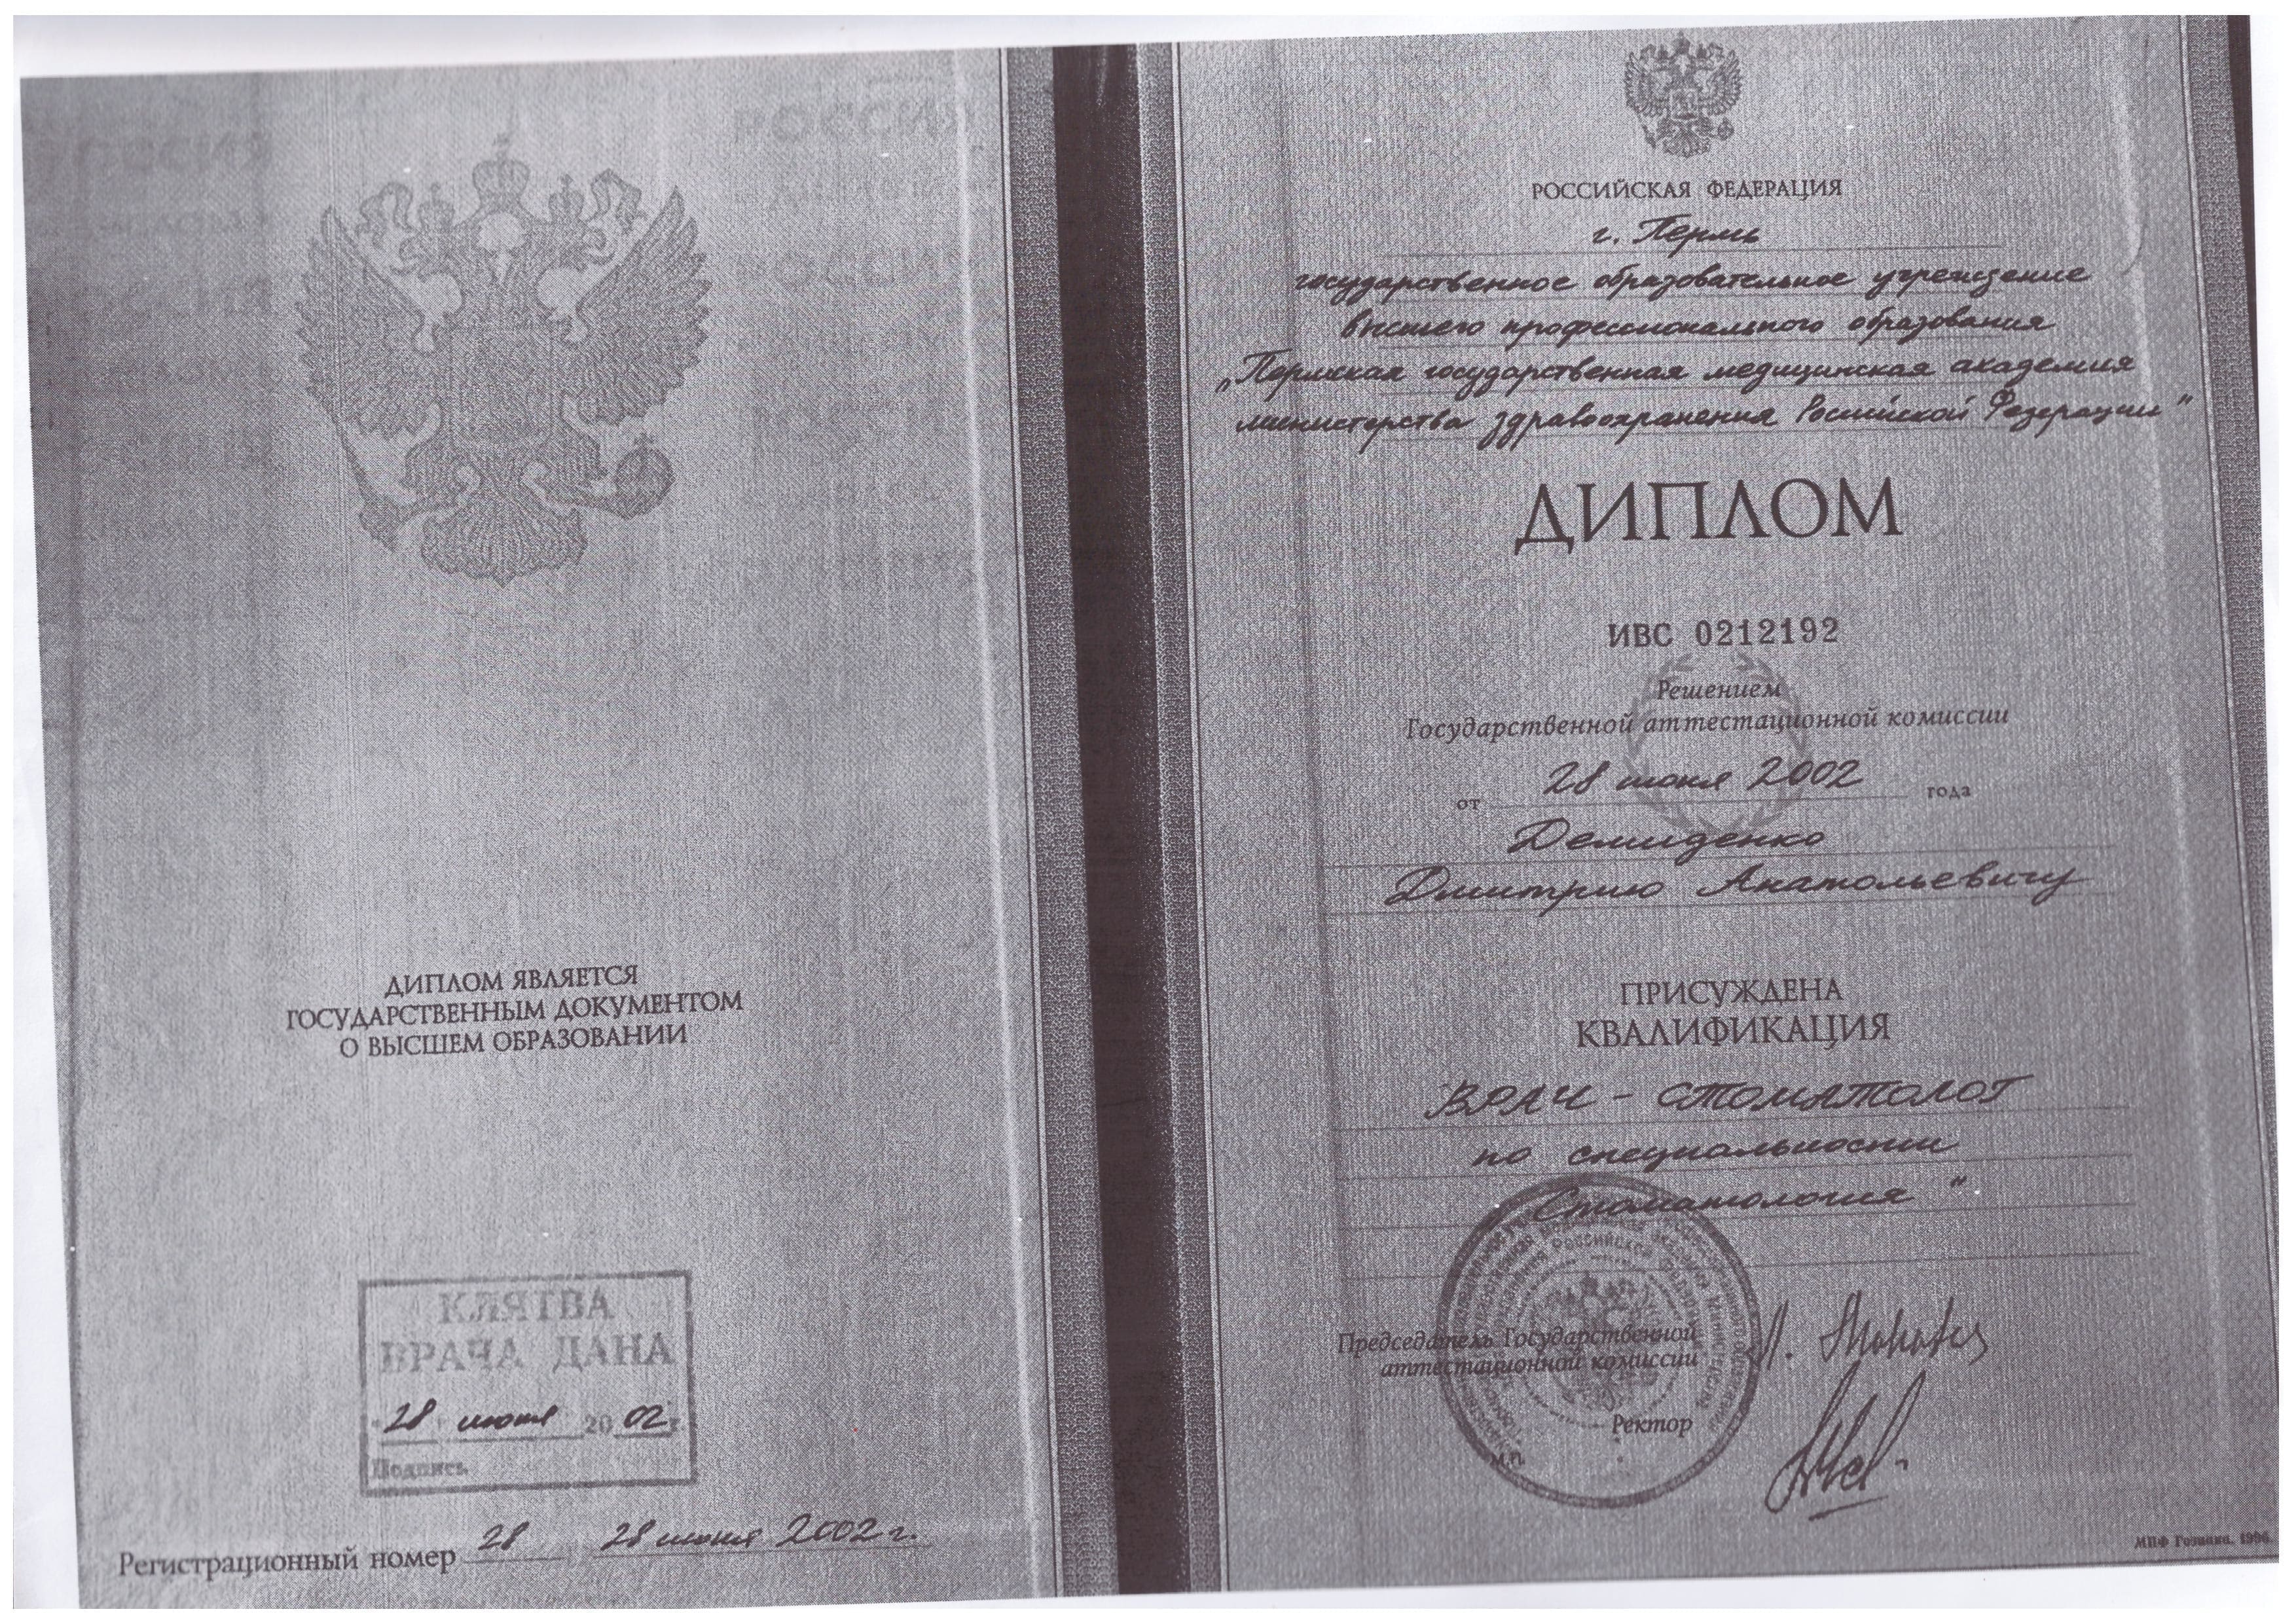 ДИПЛОМ ЯВЛЯЕТСЯ
ГОСУДАРСТВЕННЫМ ДОКУМЕНТОМ
О ВЫСШЕМ ОБРАЗОВАНИИ
КЛЯТВА
ВРАЧА ДАНА
"28" июня 2002 г.
Подпись
Регистрационный номер 28 28 июня 2002 г.
РОССИЙСКАЯ ФЕДЕРАЦИЯ
г. Пермь
государственное образовательное учреждение
высшего профессионального образования
„Пермская государственная медицинская академия
министерства здравоохранения Российской Федерации"
ДИПЛОМ
ИВС 0212192
Решением
Государственной аттестационной комиссии
от 28 июня 2002 года
Демиденко
Дмитрию Анатольевичу
ПРИСУЖДЕНА
КВАЛИФИКАЦИЯ
ВРАЧ - СТОМАТОЛОГ
по специальности
„Стоматология"
Председатель Государственной
аттестационной комиссии
Ректор
М.П.
МПФ Гознака. 1996.